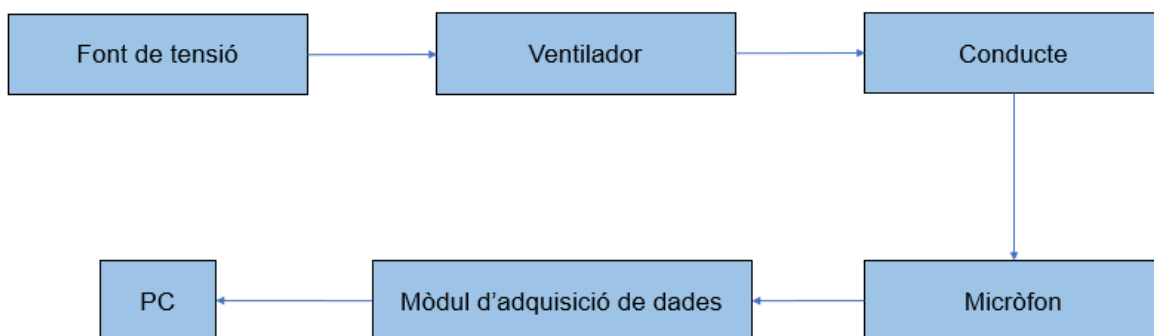 Font de tensió
Ventilador
Conducte
Micròfon
Mòdul d’adquisició de dades
PC